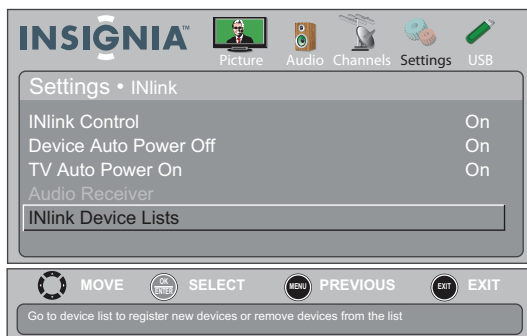 INSIGNIA™
Picture Audio Channels Settings USB
Settings • INlink
INlink Control On
Device Auto Power Off On
TV Auto Power On On
Audio Receiver
INlink Device Lists
MOVE OK ENTER SELECT MENU PREVIOUS EXIT EXIT
Go to device list to register new devices or remove devices from the list